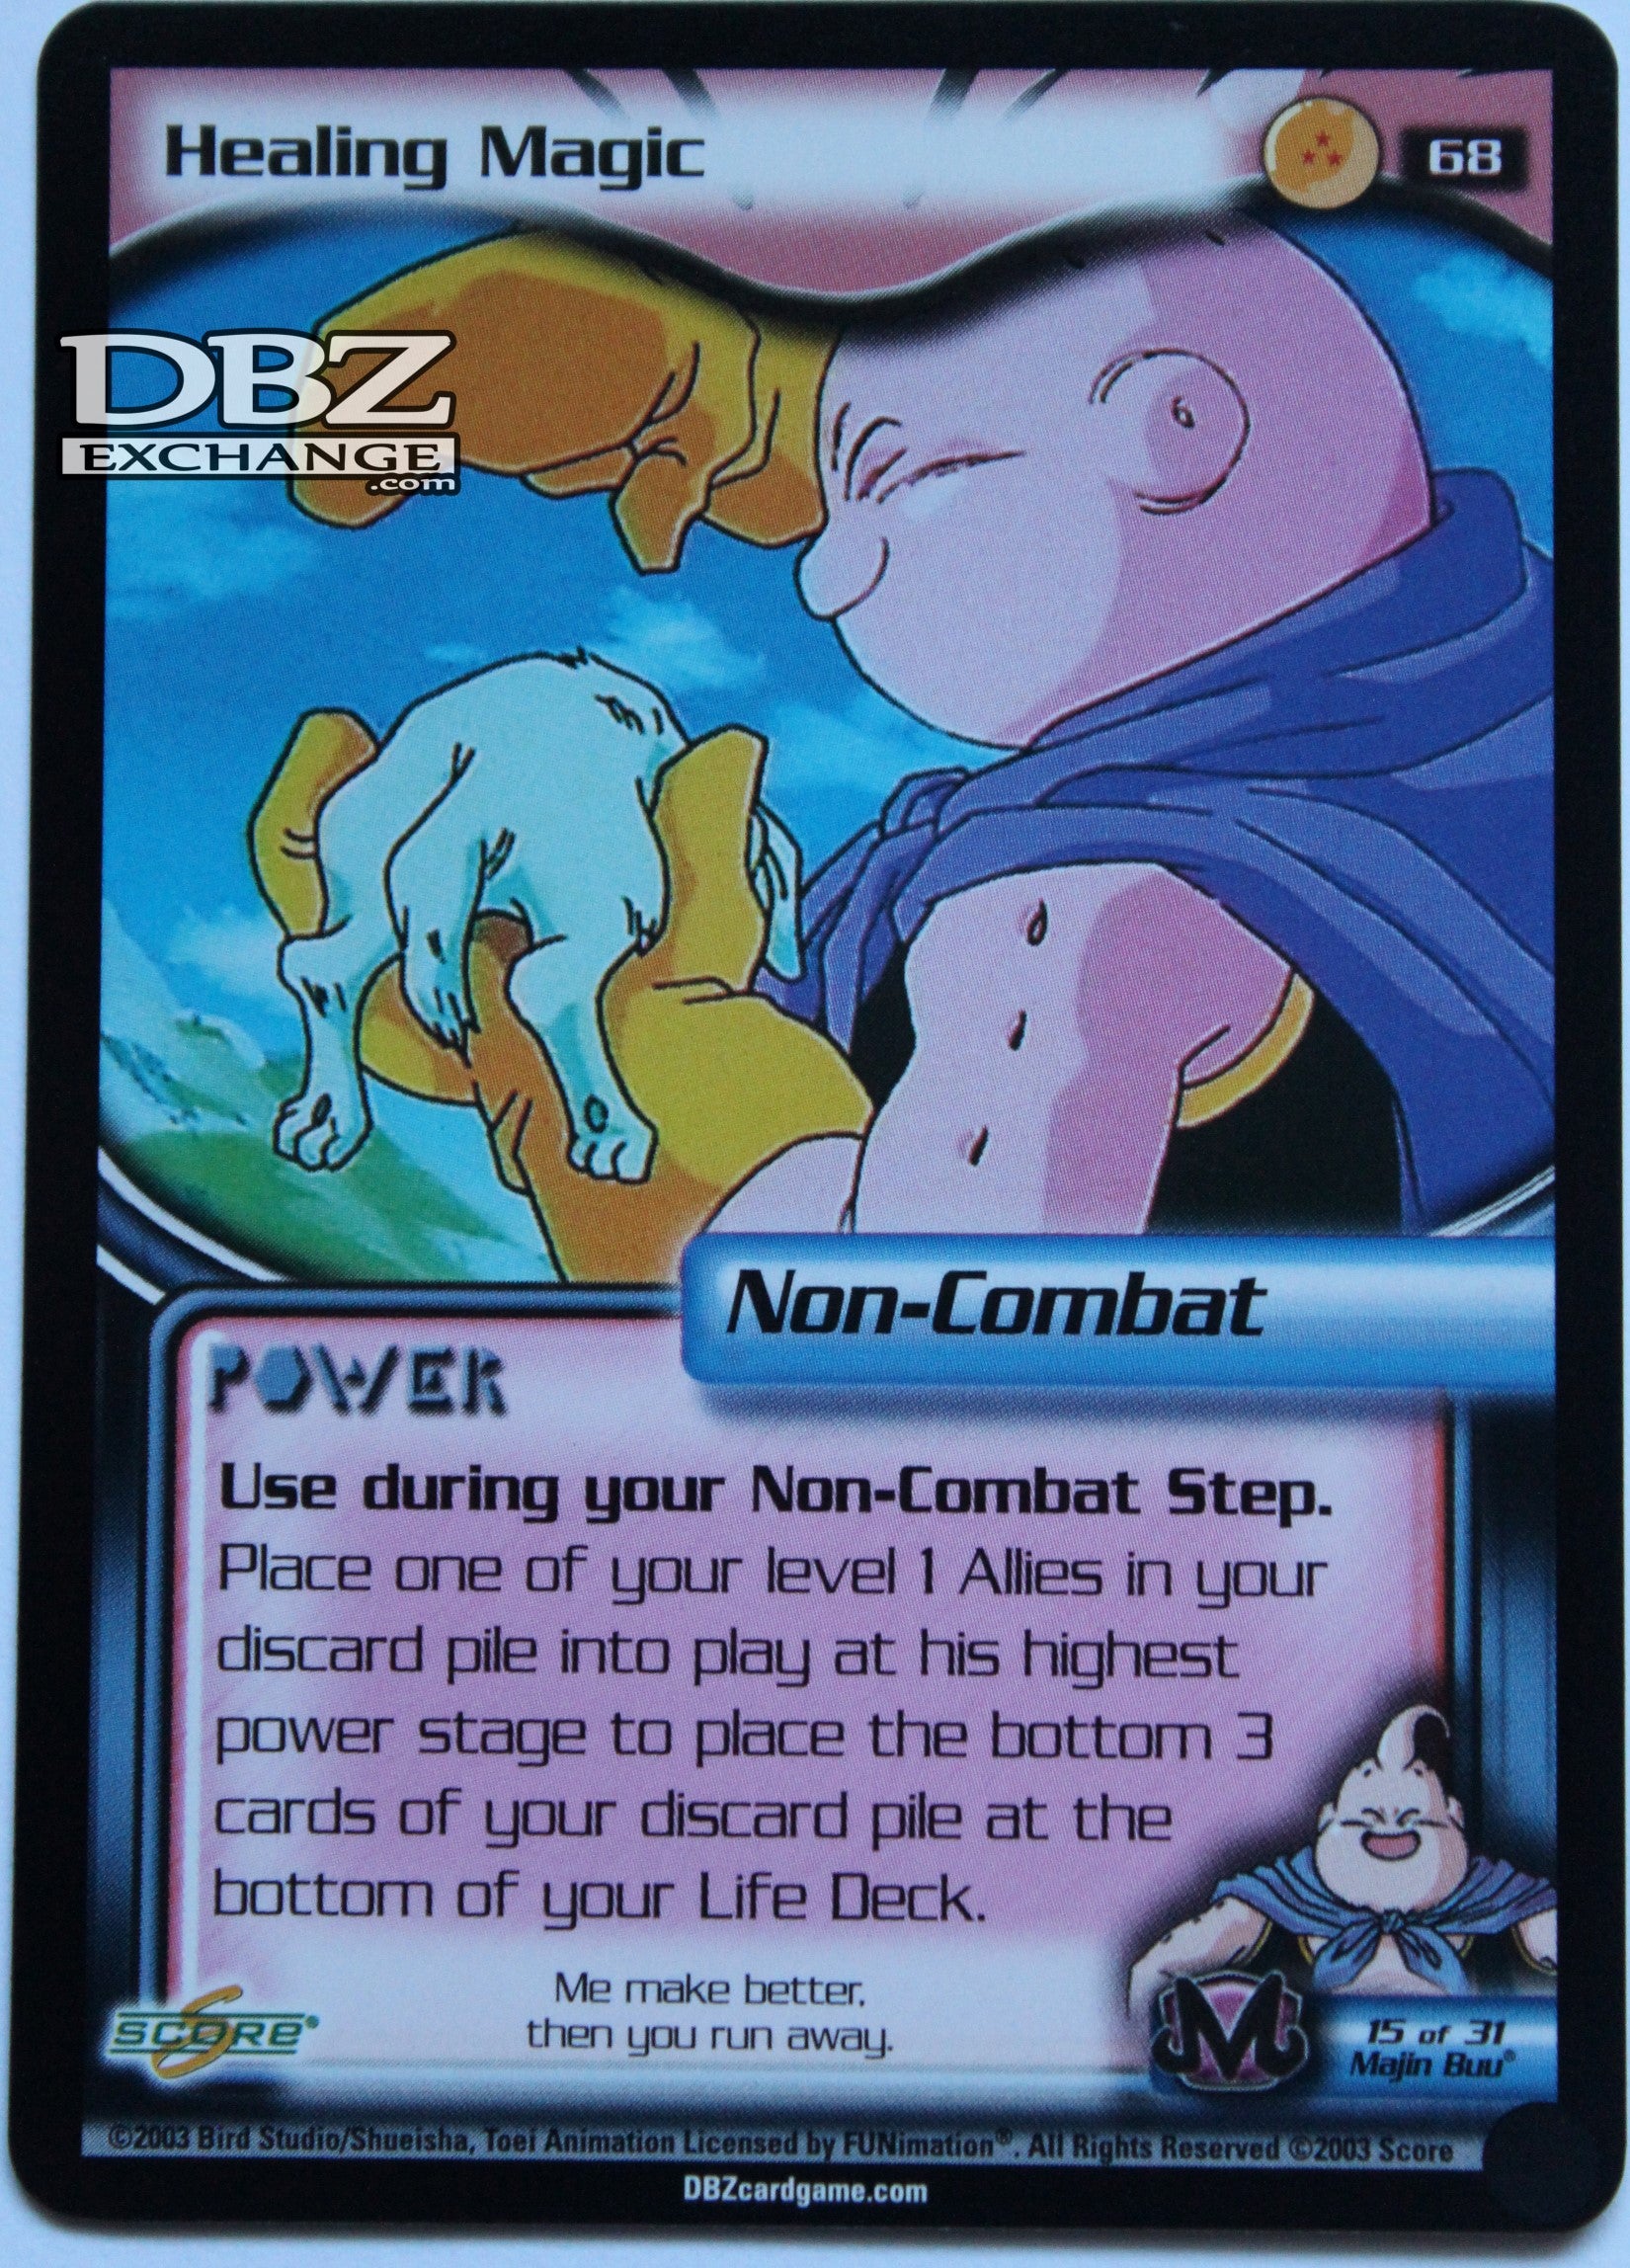 Healing Magic
68
DBZ
EXCHANGE
.com
Non-Combat
POWER
Use during your Non-Combat Step.
Place one of your level 1 Allies in your
discard pile into play at his highest
power stage to place the bottom 3
cards of your discard pile at the
bottom of your Life Deck.
Me make better,
then you run away.
SCORE®
M
15 of 31
Majin Buu®
©2003 Bird Studio/Shueisha, Toei Animation Licensed by FUNimation®. All Rights Reserved ©2003 Score
DBZcardgame.com